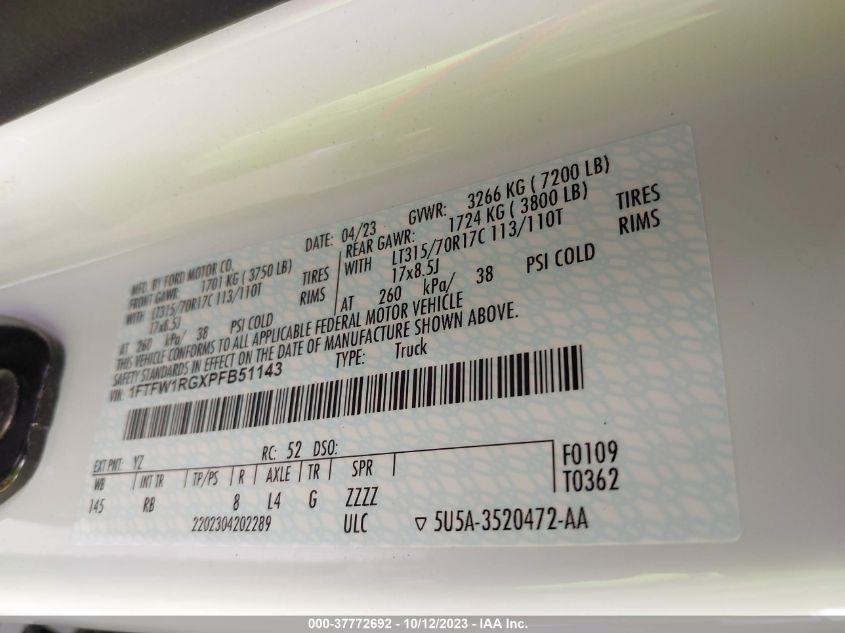 MFD. BY FORD MOTOR CO.
DATE: 04/23 GVWR: 3266 KG ( 7200 LB)
FRONT GAWR: 1701 KG ( 3750 LB)
WITH LT315/70R17C 113/110T TIRES
17x8.5J RIMS
AT 260 kPa/ 38 PSI COLD
REAR GAWR: 1724 KG ( 3800 LB)
WITH LT315/70R17C 113/110T TIRES
17x8.5J RIMS
AT 260 kPa/ 38 PSI COLD
THIS VEHICLE CONFORMS TO ALL APPLICABLE FEDERAL MOTOR VEHICLE
SAFETY STANDARDS IN EFFECT ON THE DATE OF MANUFACTURE SHOWN ABOVE.
VIN: 1FTFW1RGXPFB51143 TYPE: Truck
EXT PNT: YZ RC: 52 DSO:
WB INT TR TP/PS R AXLE TR SPR
145 RB 8 L4 G ZZZZ
F0109
T0362
2202304202289 ULC ▽ 5U5A-3520472-AA
000-37772692 - 10/12/2023 - IAA Inc.